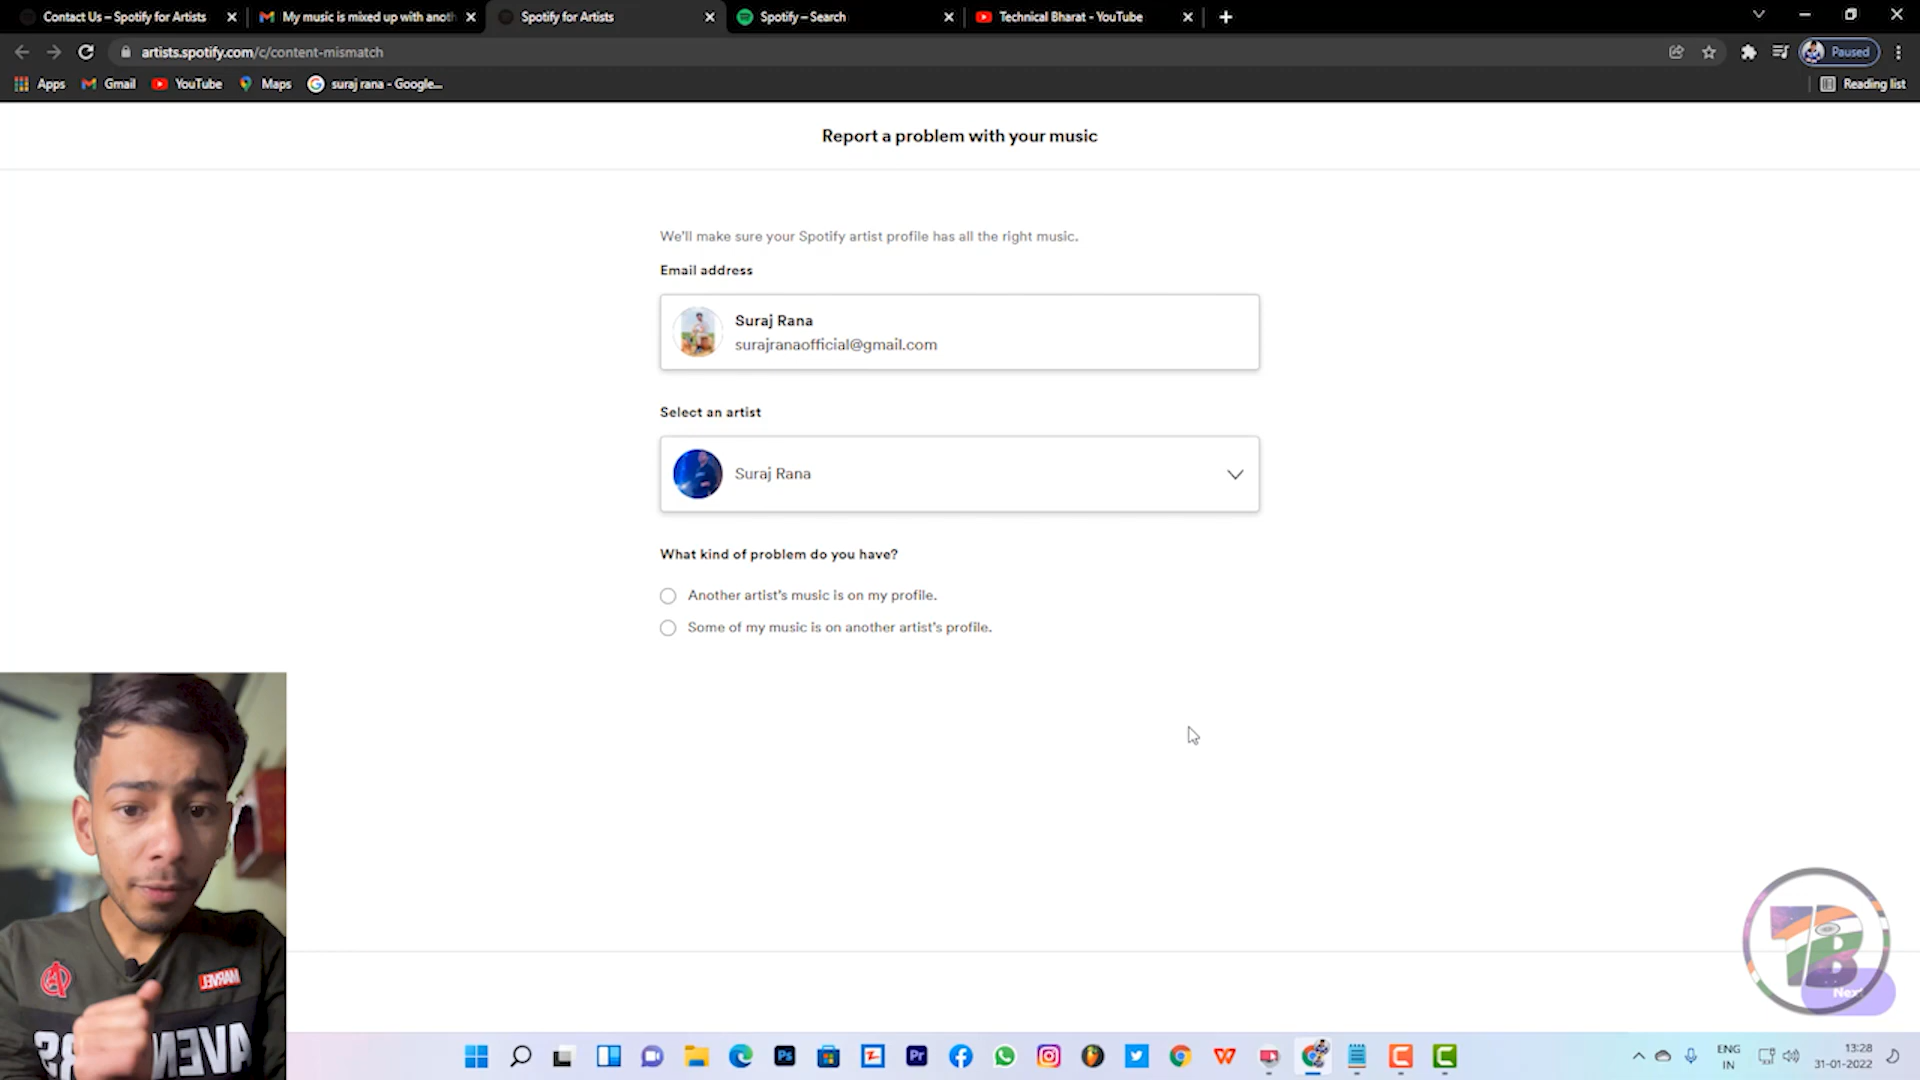 Contact Us – Spotify for Artists
My music is mixed up with anoth
Spotify for Artists
Spotify – Search
Technical Bharat - YouTube
artists.spotify.com/c/content-mismatch
Paused
Apps
Gmail
YouTube
Maps
suraj rana - Google...
Reading list
Report a problem with your music
We'll make sure your Spotify artist profile has all the right music.
Email address
Suraj Rana
surajranaofficial@gmail.com
Select an artist
Suraj Rana
What kind of problem do you have?
Another artist's music is on my profile.
Some of my music is on another artist's profile.
MARVEL
TB
Next
Ps
Pr
ENG
IN
13:28
31-01-2022